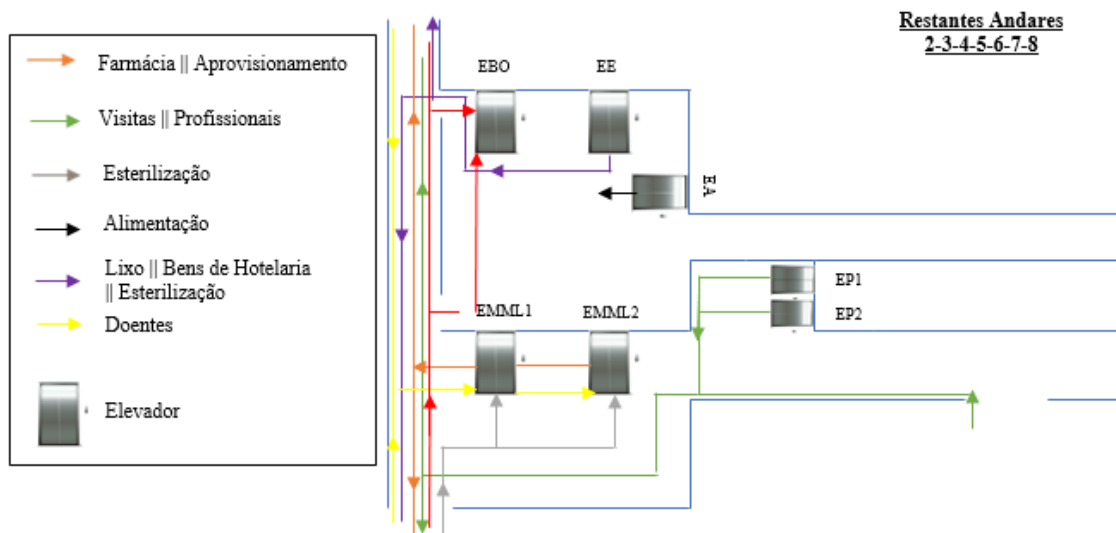 Restantes Andares
2-3-4-5-6-7-8
Farmácia || Aprovisionamento
Visitas || Profissionais
Esterilização
Alimentação
Lixo || Bens de Hotelaria
|| Esterilização
Doentes
Elevador
EBO
EE
EA
EP1
EP2
EMML1
EMML2